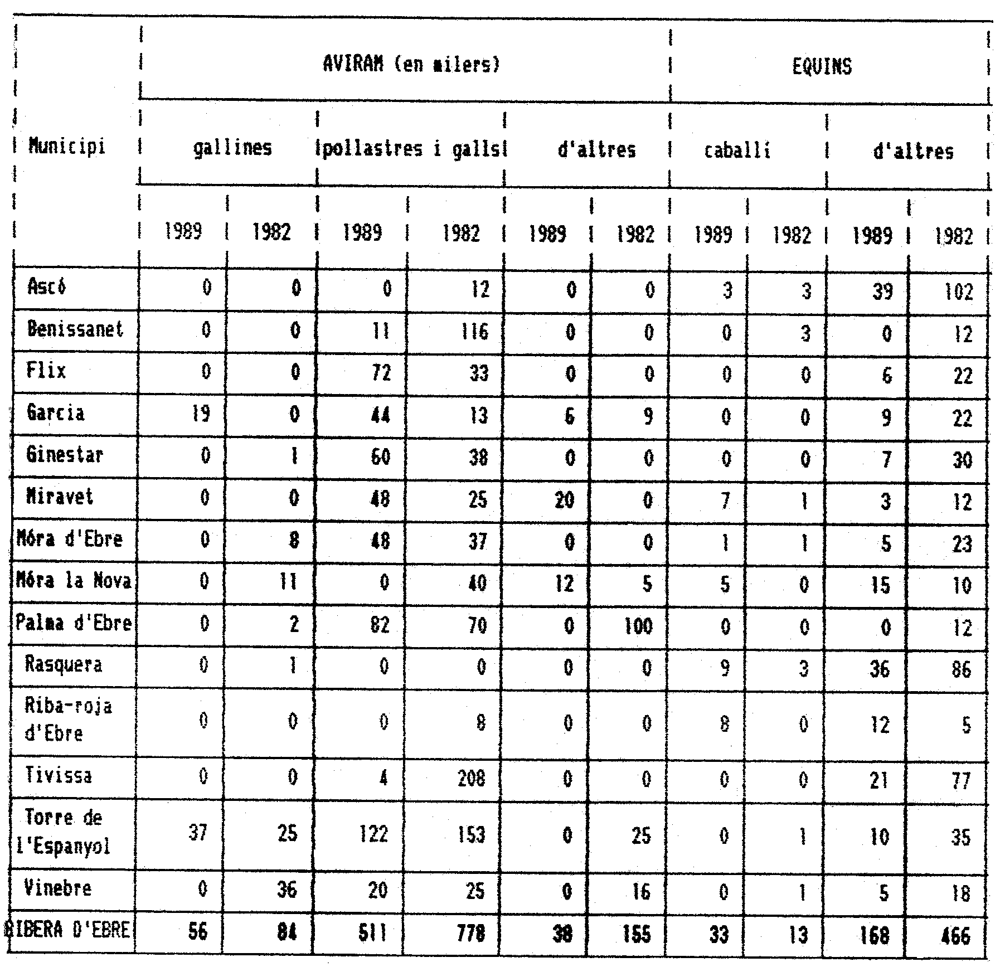 AVIRAM (en milers) EQUINS
Municipi gallines pollastres i galls d'altres caballí d'altres
1989 1982 1989 1982 1989 1982 1989 1982 1989 1982
Ascó 0 0 0 12 0 0 3 3 39 102
Benissanet 0 0 11 116 0 0 0 3 0 12
Flix 0 0 72 33 0 0 0 0 6 22
Garcia 19 0 44 13 6 9 0 0 9 22
Ginestar 0 1 60 38 0 0 0 0 7 30
Miravet 0 0 48 25 20 0 7 1 3 12
Móra d'Ebre 0 8 48 37 0 0 1 1 5 23
Móra la Nova 0 11 0 40 12 5 5 0 15 10
Palma d'Ebre 0 2 82 70 0 100 0 0 0 12
Rasquera 0 1 0 0 0 0 9 3 36 86
Riba-roja
d'Ebre 0 0 0 8 0 0 8 0 12 5
Tivissa 0 0 4 208 0 0 0 0 21 77
Torre de
l'Espanyol 37 25 122 153 0 25 0 1 10 35
Vinebre 0 36 20 25 0 16 0 1 5 18
RIBERA D'EBRE 56 84 511 778 38 155 33 13 168 466